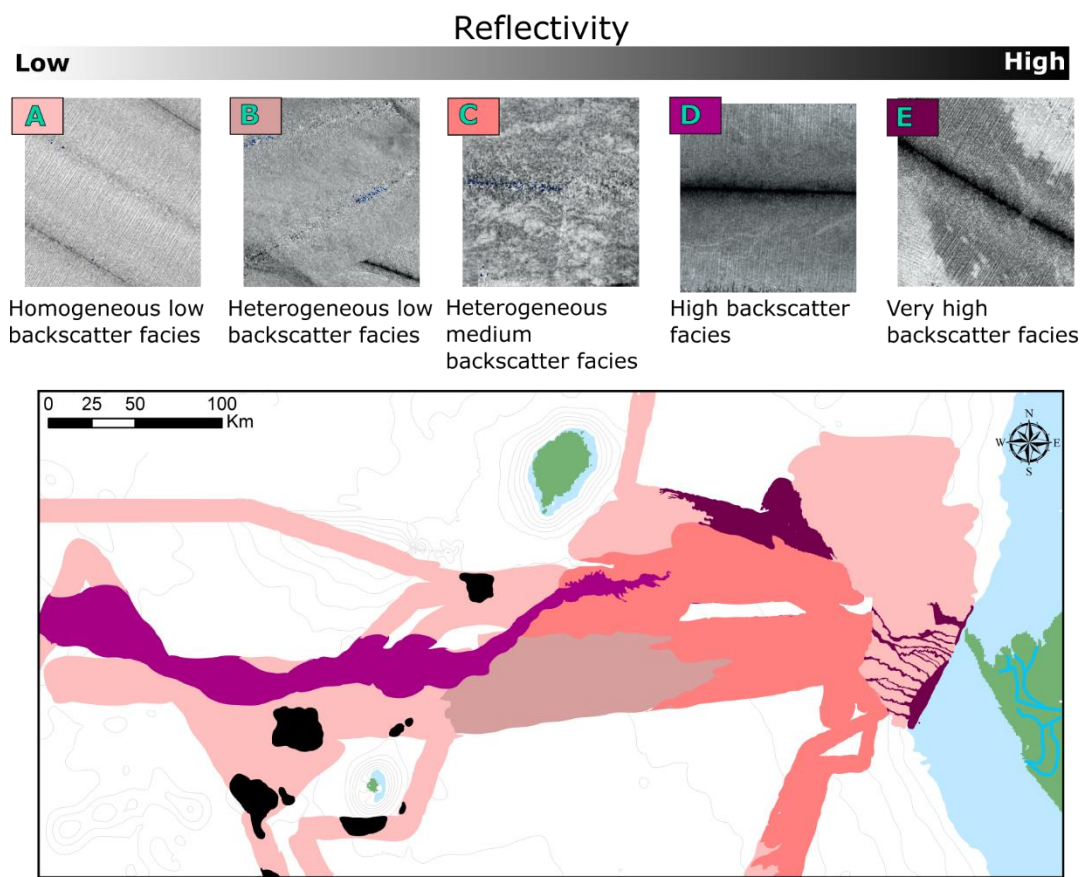 Reflectivity
Low High
A B C D E
Homogeneous low
backscatter facies
Heterogeneous low
backscatter facies
Heterogeneous
medium
backscatter facies
High backscatter
facies
Very high
backscatter facies
0 25 50 100
Km
N
W E
S